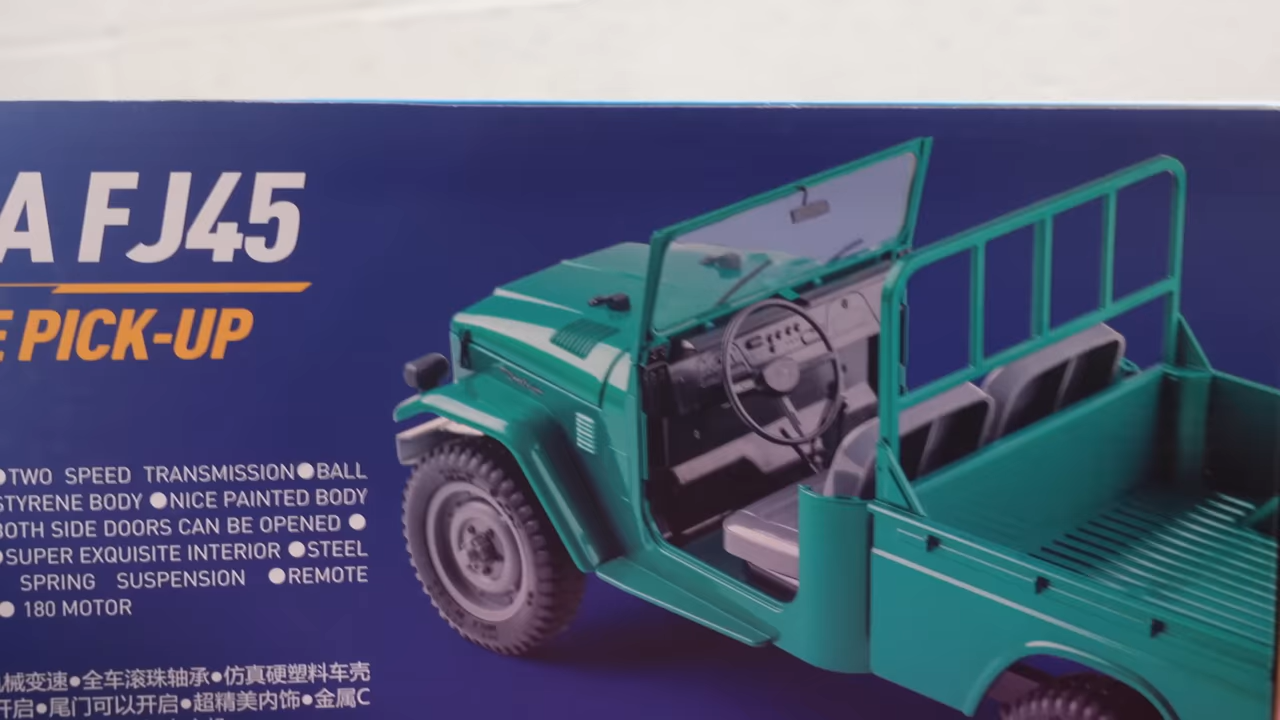 A FJ45
E PICK-UP
●TWO SPEED TRANSMISSION●BALL
STYRENE BODY ●NICE PAINTED BODY
BOTH SIDE DOORS CAN BE OPENED ●
●SUPER EXQUISITE INTERIOR ●STEEL
SPRING SUSPENSION ●REMOTE
● 180 MOTOR
械变速●全车滚珠轴承●仿真硬塑料车壳
开启●尾门可以开启●超精美内饰●金属C